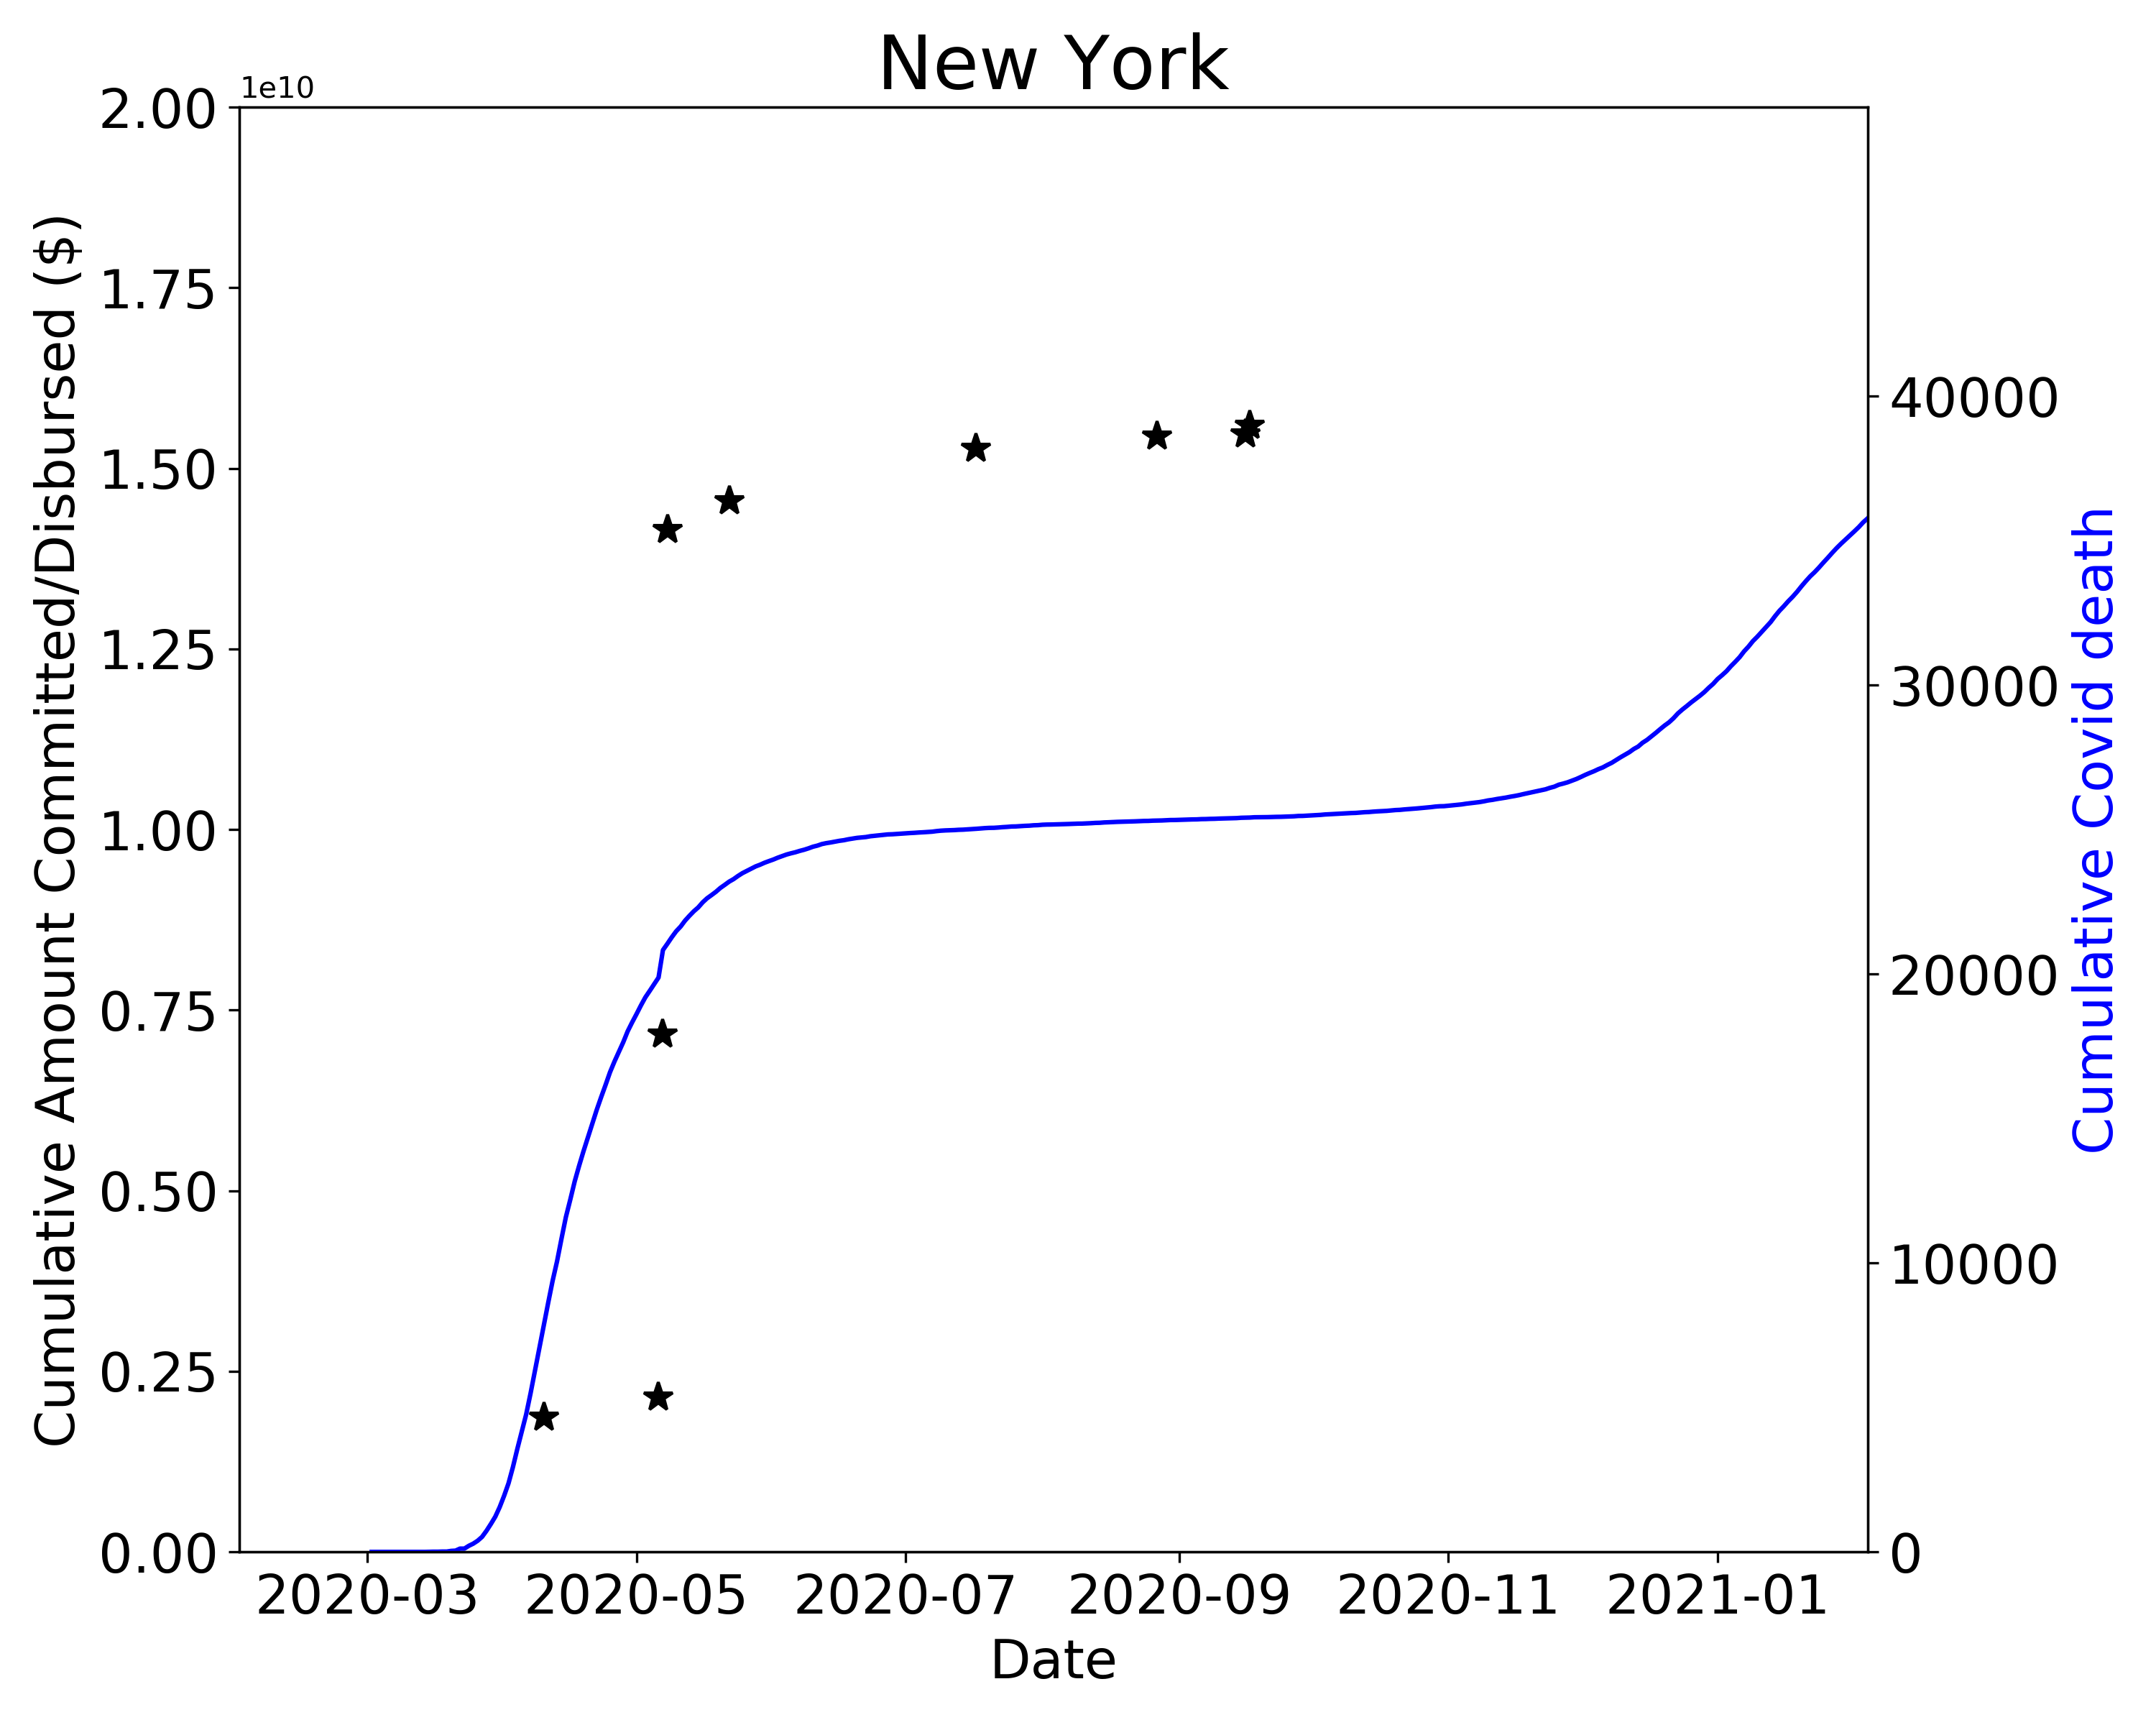 New York
1e10
2.00
1.75
1.50
1.25
1.00
0.75
0.50
0.25
0.00
Cumulative Amount Committed/Disbursed ($)
40000
30000
20000
10000
0
Cumulative Covid death
2020-03 2020-05 2020-07 2020-09 2020-11 2021-01
Date